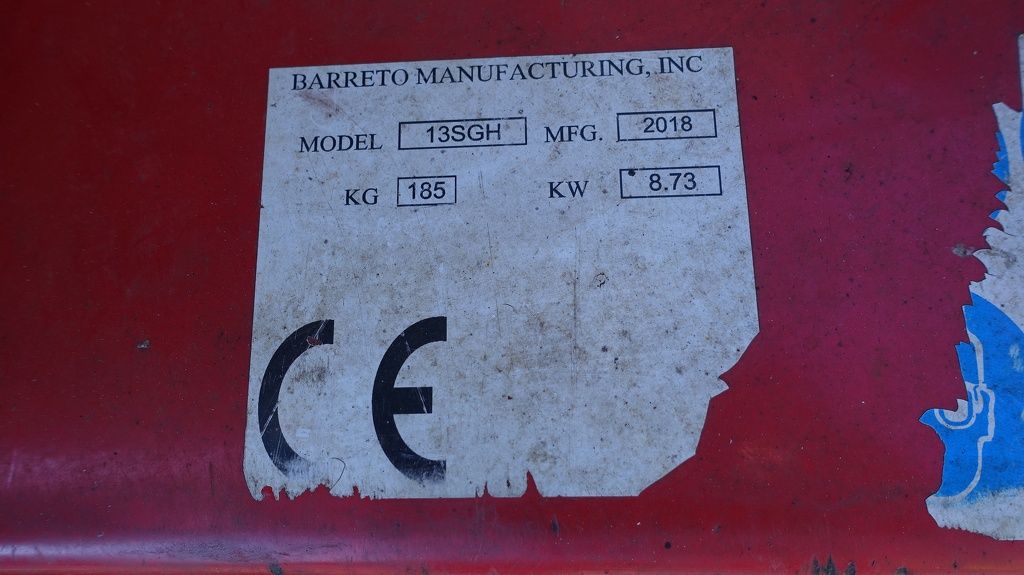 BARRETO MANUFACTURING, INC
MODEL 13SGH MFG. 2018
KG 185 KW 8.73
CE